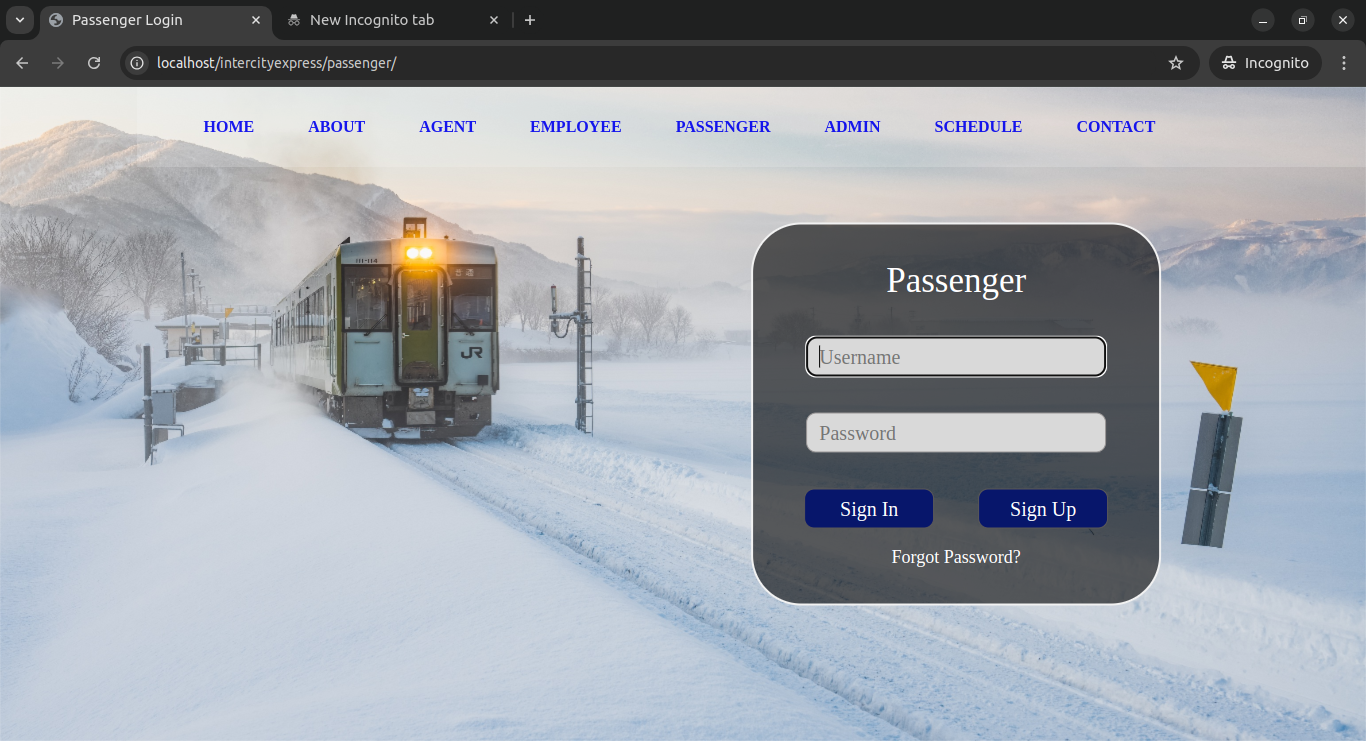 Passenger Login
New Incognito tab
localhost/intercityexpress/passenger/
Incognito
HOME ABOUT AGENT EMPLOYEE PASSENGER ADMIN SCHEDULE CONTACT
Passenger
Username
Password
Sign In Sign Up
Forgot Password?
JR